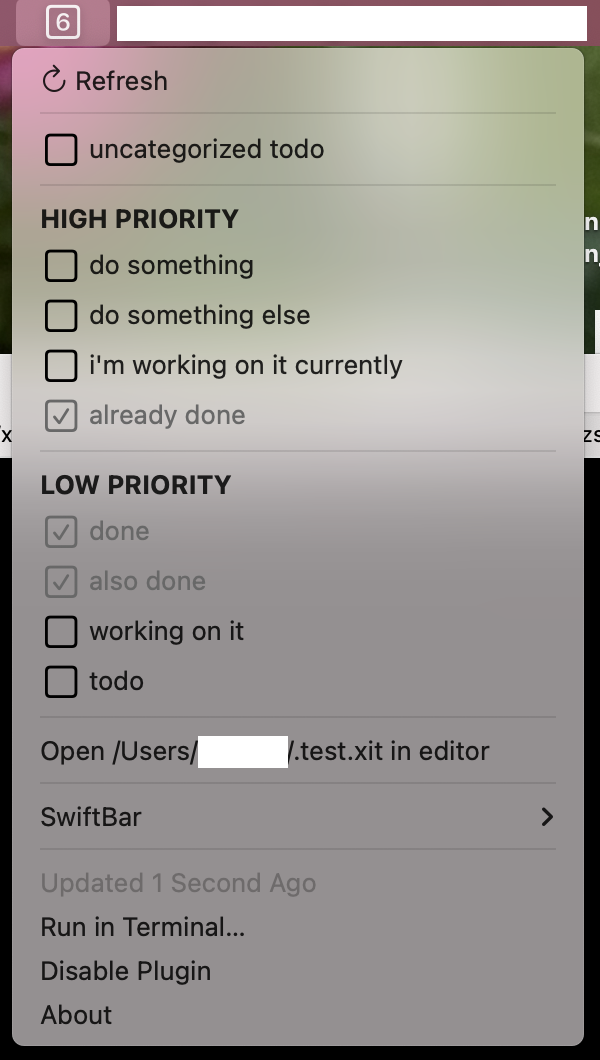 6
Refresh
uncategorized todo
HIGH PRIORITY
do something
do something else
i'm working on it currently
already done
LOW PRIORITY
done
also done
working on it
todo
Open /Users/ /.test.xit in editor
SwiftBar
Updated 1 Second Ago
Run in Terminal...
Disable Plugin
About